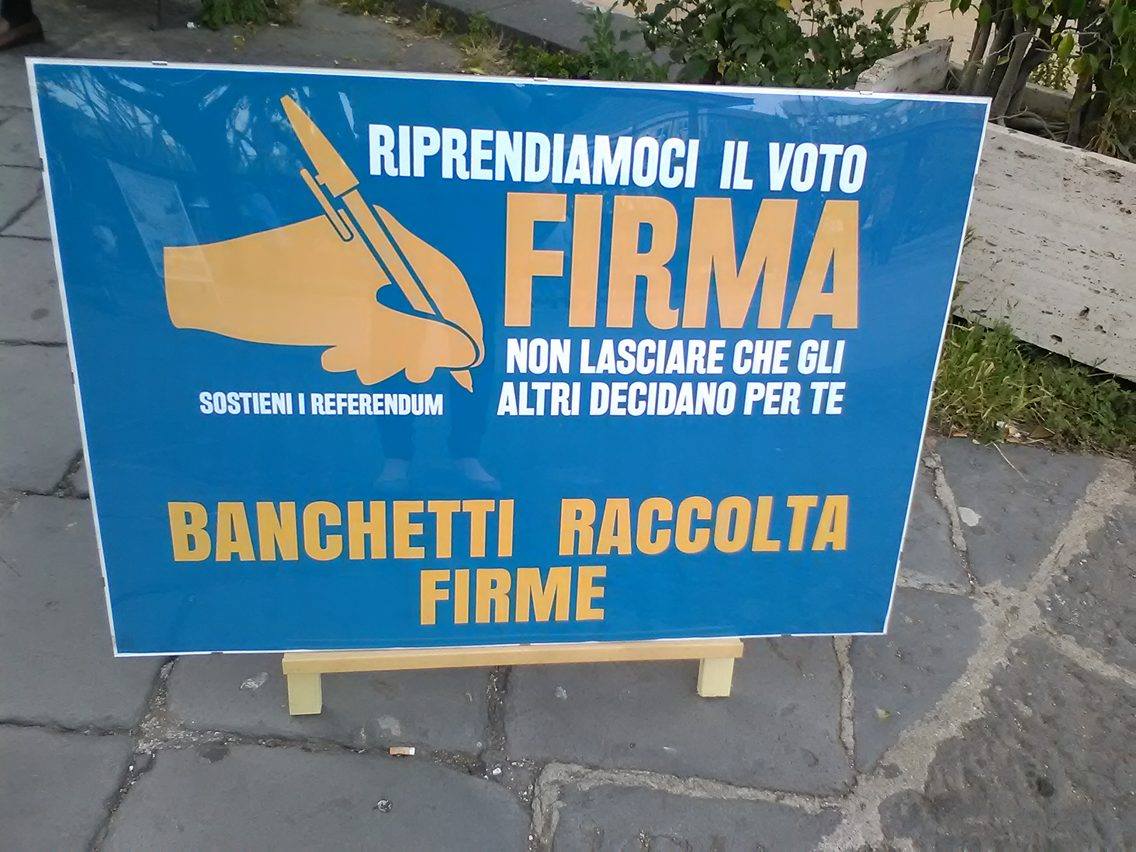 RIPRENDIAMOCI IL VOTO
FIRMA
NON LASCIARE CHE GLI
ALTRI DECIDANO PER TE
SOSTIENI I REFERENDUM
BANCHETTI RACCOLTA
FIRME